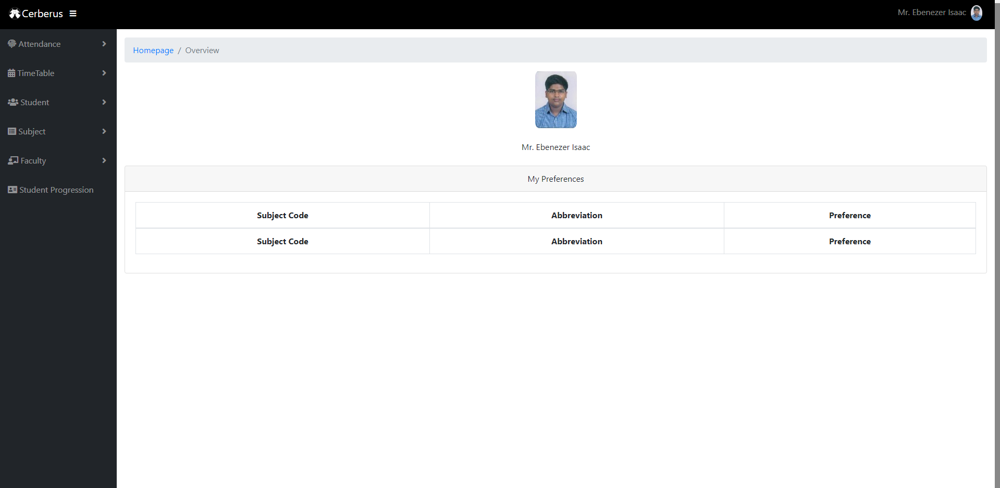 Cerberus
Mr. Ebenezer Isaac
Attendance
TimeTable
Student
Subject
Faculty
Student Progression
Homepage / Overview
Mr. Ebenezer Isaac
My Preferences
Subject Code Abbreviation Preference
Subject Code Abbreviation Preference